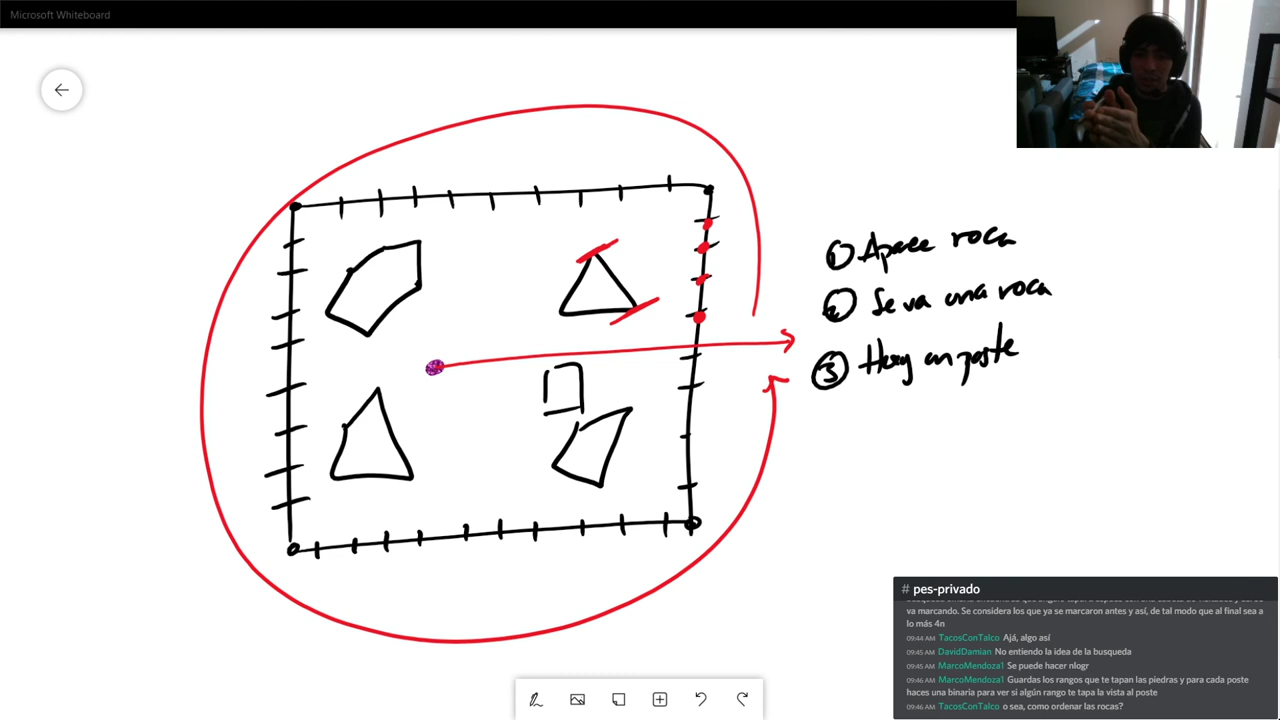 Microsoft Whiteboard
① Aparece roca
② Se va una roca
③ Hay un poste
# pes-privado
va marcando. Se considera los que ya se marcaron antes y así, de tal modo que al final sea a
lo más 4n
09:44 AM TacosConTalco Ajá, algo así
09:45 AM DavidDamian No entiendo la idea de la busqueda
09:45 AM MarcoMendoza1 Se puede hacer nlogr
09:46 AM MarcoMendoza1 Guardas los rangos que te tapan las piedras y para cada poste
haces una binaria para ver si algún rango te tapa la vista al poste
09:46 AM TacosConTalco o sea, como ordenar las rocas?